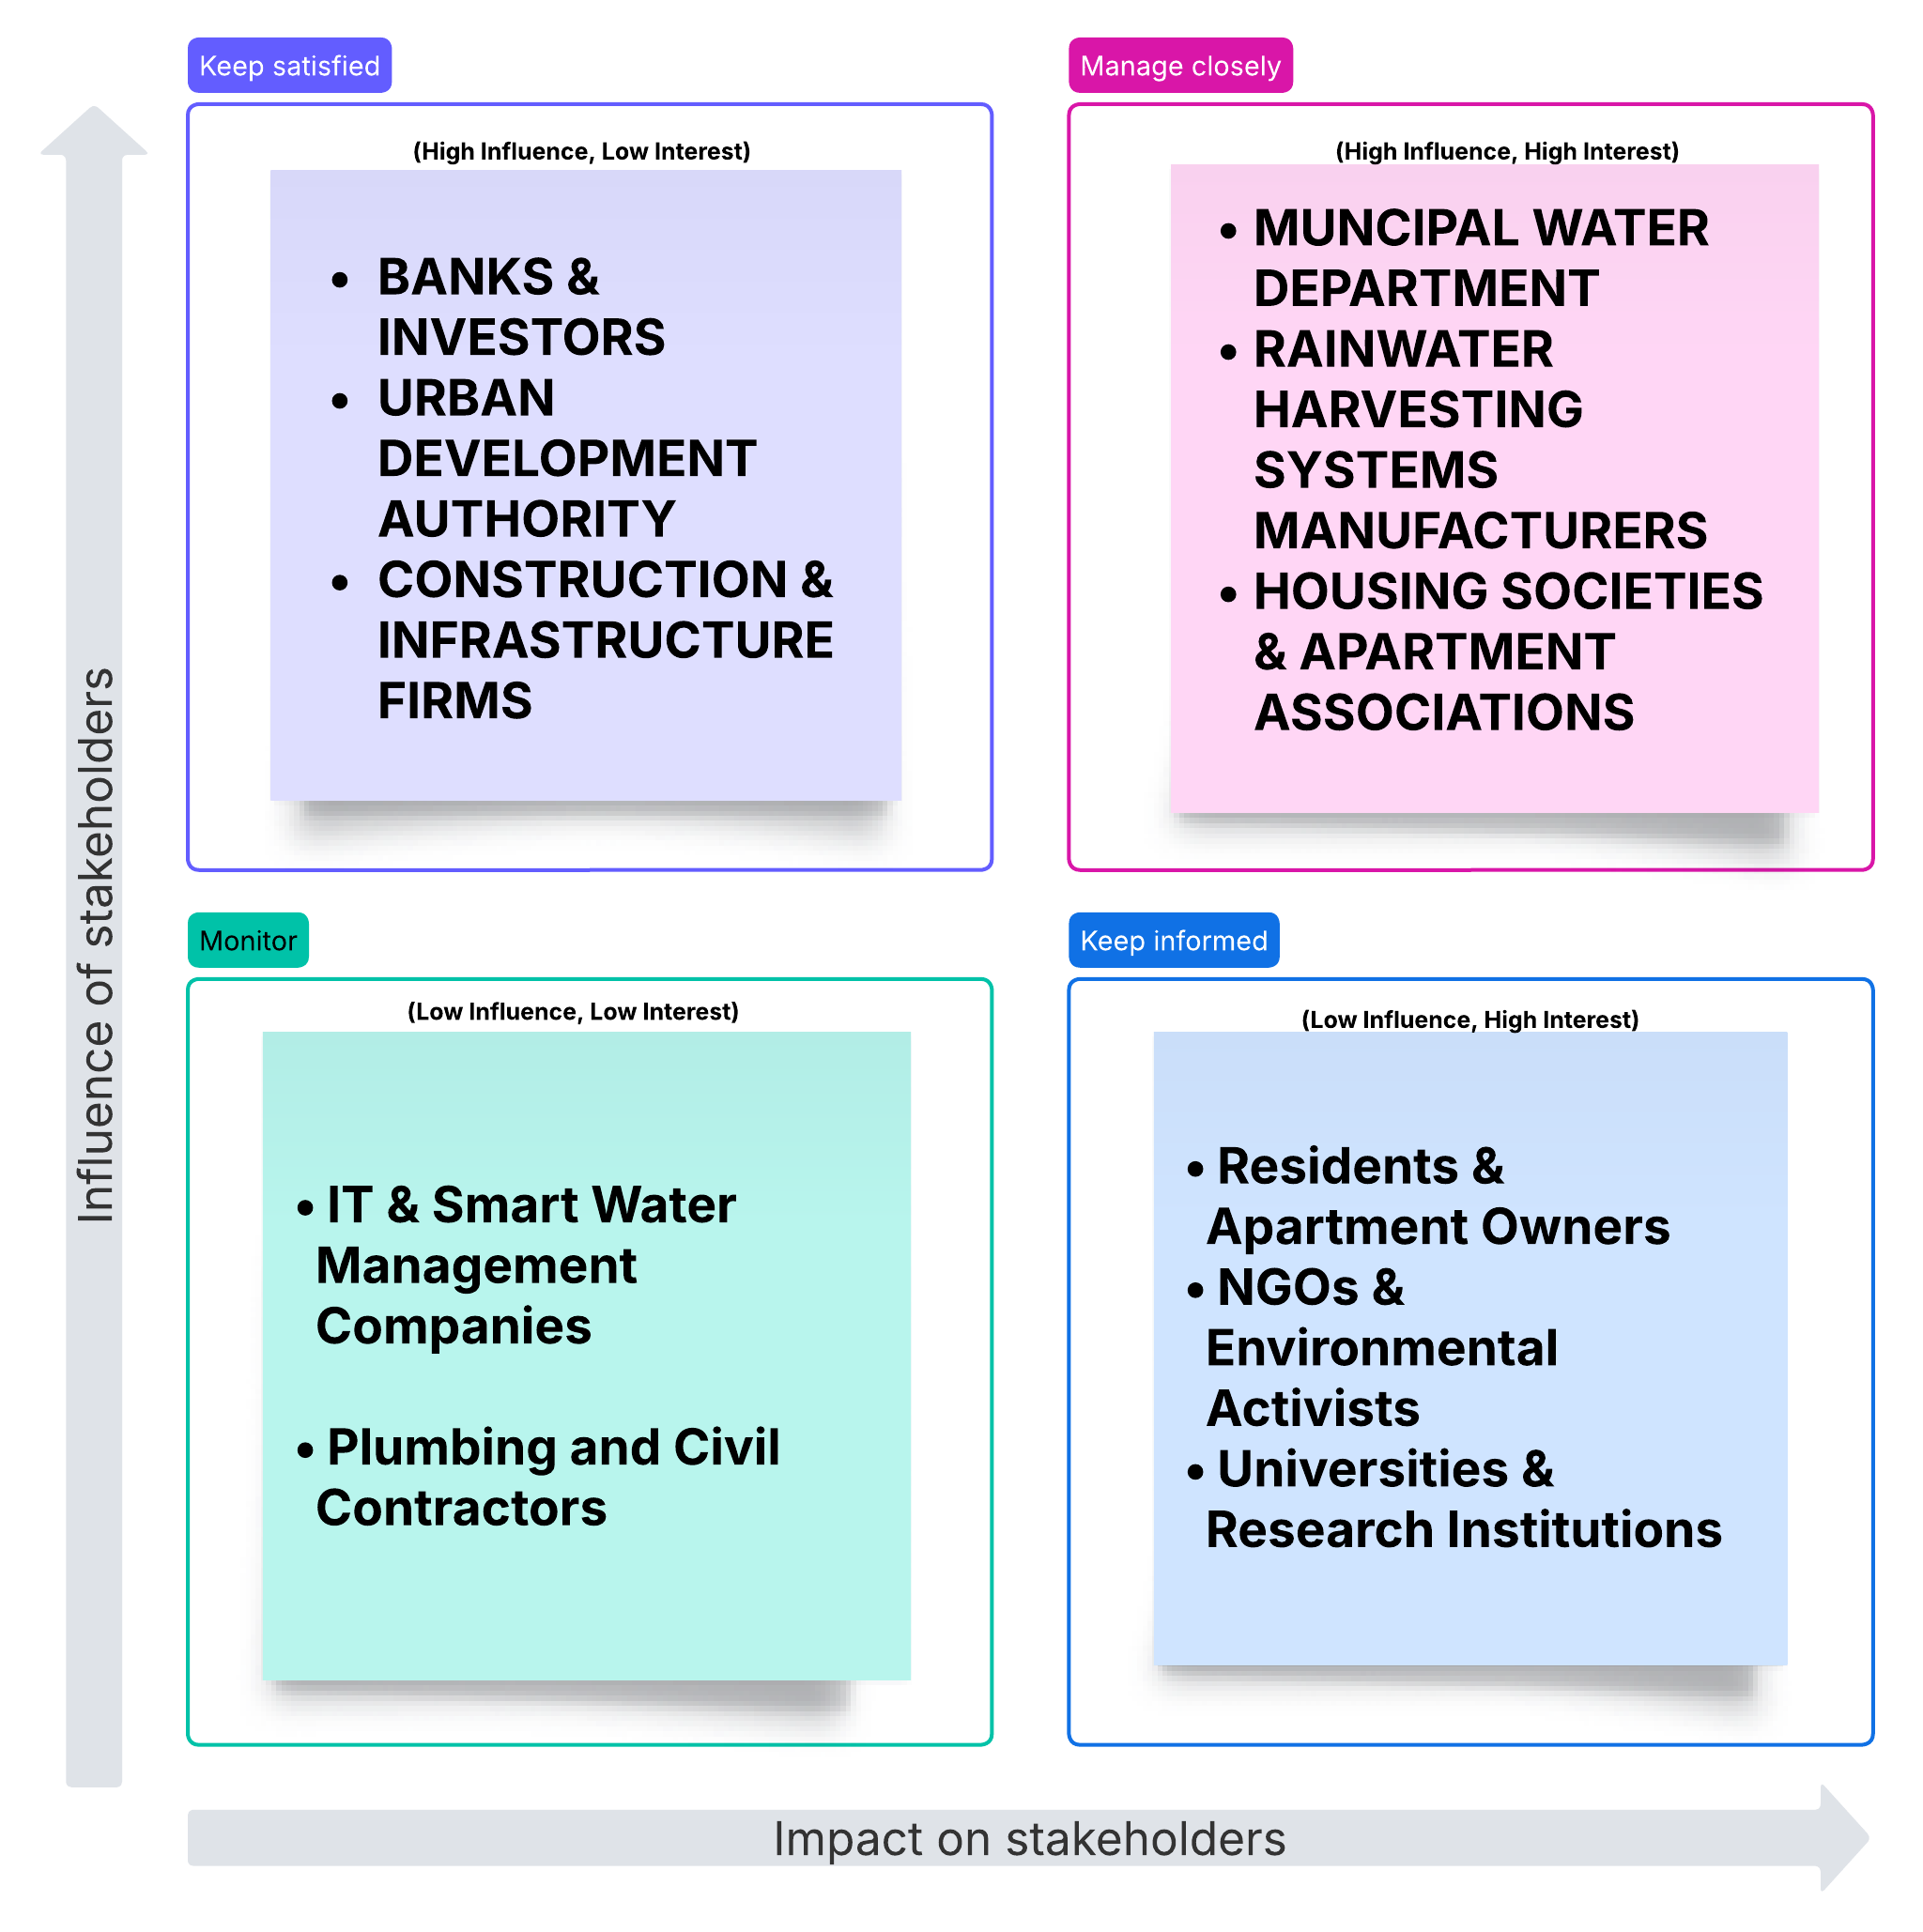 Keep satisfied
(High Influence, Low Interest)
• BANKS &
INVESTORS
• URBAN
DEVELOPMENT
AUTHORITY
• CONSTRUCTION &
INFRASTRUCTURE
FIRMS
Manage closely
(High Influence, High Interest)
• MUNCIPAL WATER
DEPARTMENT
• RAINWATER
HARVESTING
SYSTEMS
MANUFACTURERS
• HOUSING SOCIETIES
& APARTMENT
ASSOCIATIONS
Influence of stakeholders
Monitor
(Low Influence, Low Interest)
• IT & Smart Water
Management
Companies
• Plumbing and Civil
Contractors
Keep informed
(Low Influence, High Interest)
• Residents &
Apartment Owners
• NGOs &
Environmental
Activists
• Universities &
Research Institutions
Impact on stakeholders